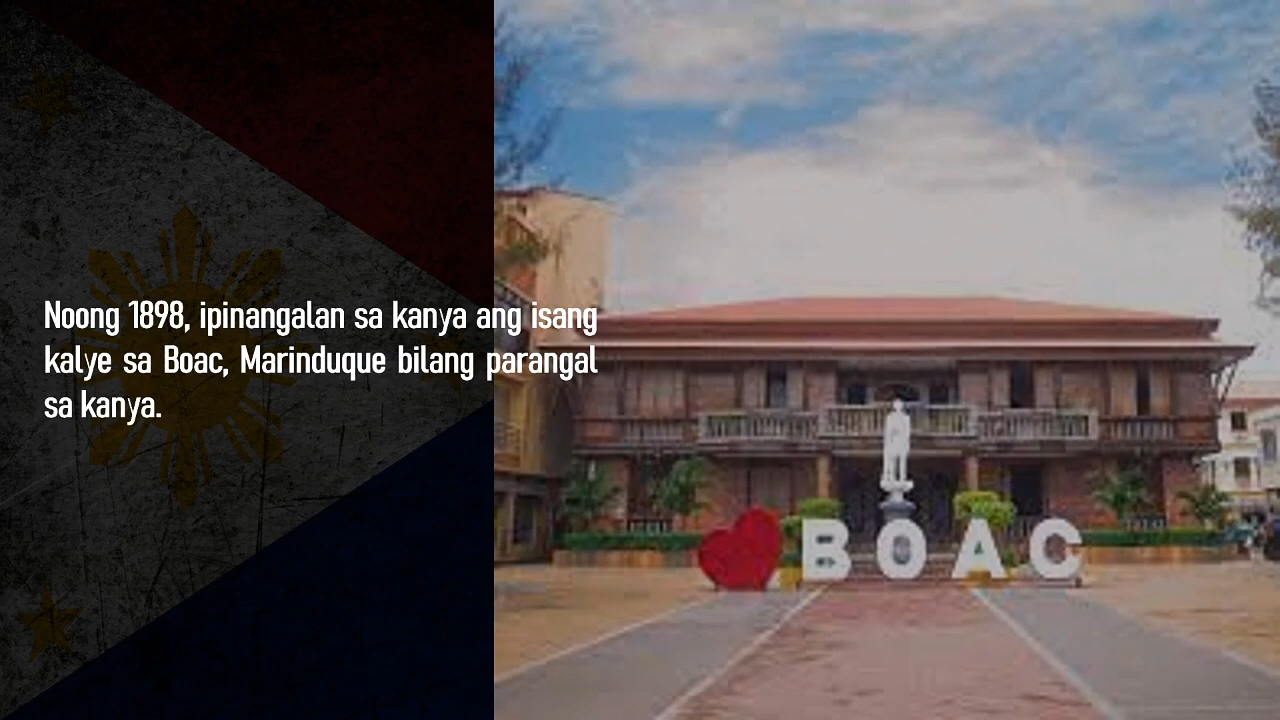 Noong 1898, ipinangalan sa kanya ang isang
kalye sa Boac, Marinduque bilang parangal
sa kanya.
BOAC